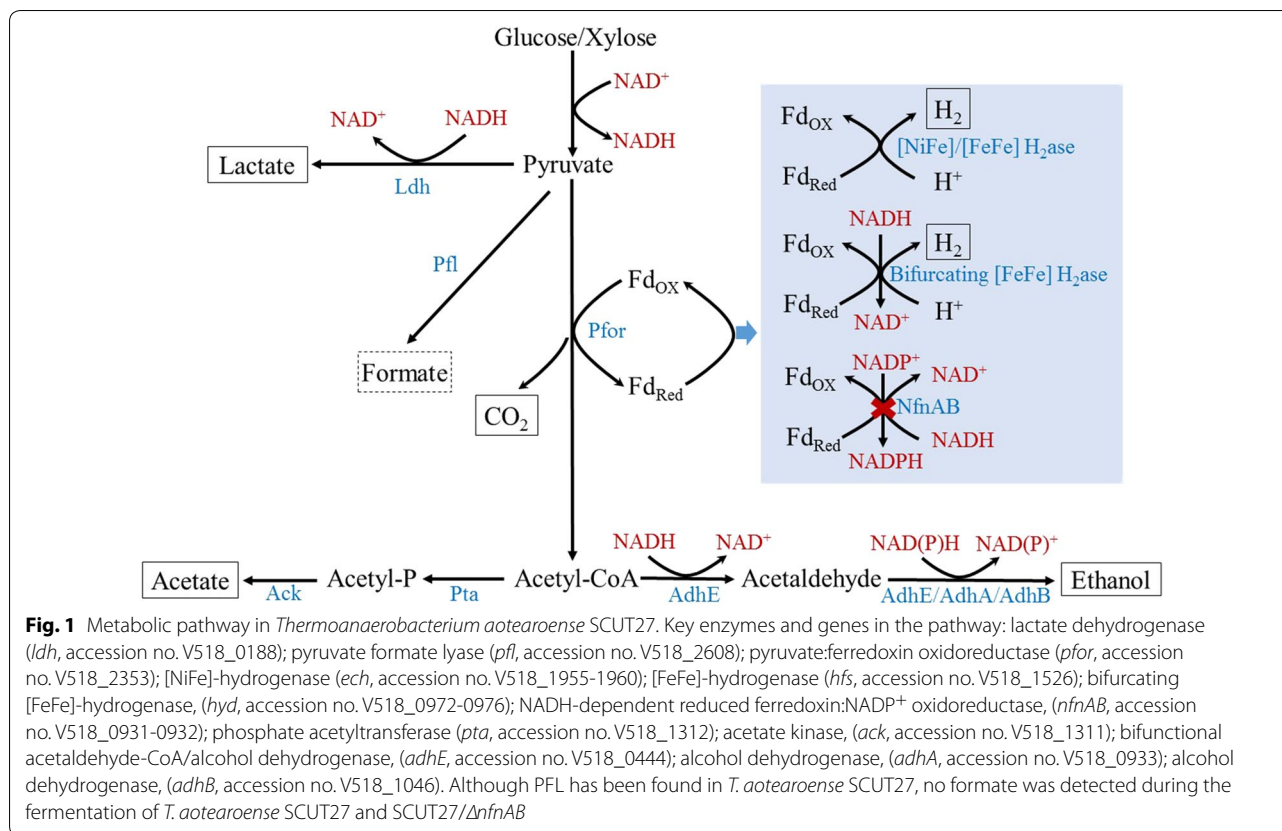 Glucose/Xylose
NAD⁺
NADH
NAD⁺
NADH
Lactate
Ldh
Pyruvate
Pfl
Formate
Fd_OX
Pfor
Fd_Red
CO₂
Fd_OX
H₂
[NiFe]/[FeFe] H₂ase
Fd_Red
H⁺
NADH
Fd_OX
H₂
Bifurcating [FeFe] H₂ase
Fd_Red
H⁺
NAD⁺
NADP⁺
Fd_OX
NAD⁺
NfnAB
Fd_Red
NADH
NADPH
NADH
NAD⁺
NAD(P)H
NAD(P)⁺
Acetate
Acetyl-P
Acetyl-CoA
Acetaldehyde
Ethanol
Ack
Pta
AdhE
AdhE/AdhA/AdhB
Fig. 1 Metabolic pathway in Thermoanaerobacterium aotearoense SCUT27. Key enzymes and genes in the pathway: lactate dehydrogenase
(ldh, accession no. V518_0188); pyruvate formate lyase (pfl, accession no. V518_2608); pyruvate:ferredoxin oxidoreductase (pfor, accession
no. V518_2353); [NiFe]-hydrogenase (ech, accession no. V518_1955-1960); [FeFe]-hydrogenase (hfs, accession no. V518_1526); bifurcating
[FeFe]-hydrogenase, (hyd, accession no. V518_0972-0976); NADH-dependent reduced ferredoxin:NADP⁺ oxidoreductase, (nfnAB, accession
no. V518_0931-0932); phosphate acetyltransferase (pta, accession no. V518_1312); acetate kinase, (ack, accession no. V518_1311); bifunctional
acetaldehyde-CoA/alcohol dehydrogenase, (adhE, accession no. V518_0444); alcohol dehydrogenase, (adhA, accession no. V518_0933); alcohol
dehydrogenase, (adhB, accession no. V518_1046). Although PFL has been found in T. aotearoense SCUT27, no formate was detected during the
fermentation of T. aotearoense SCUT27 and SCUT27/ΔnfnAB